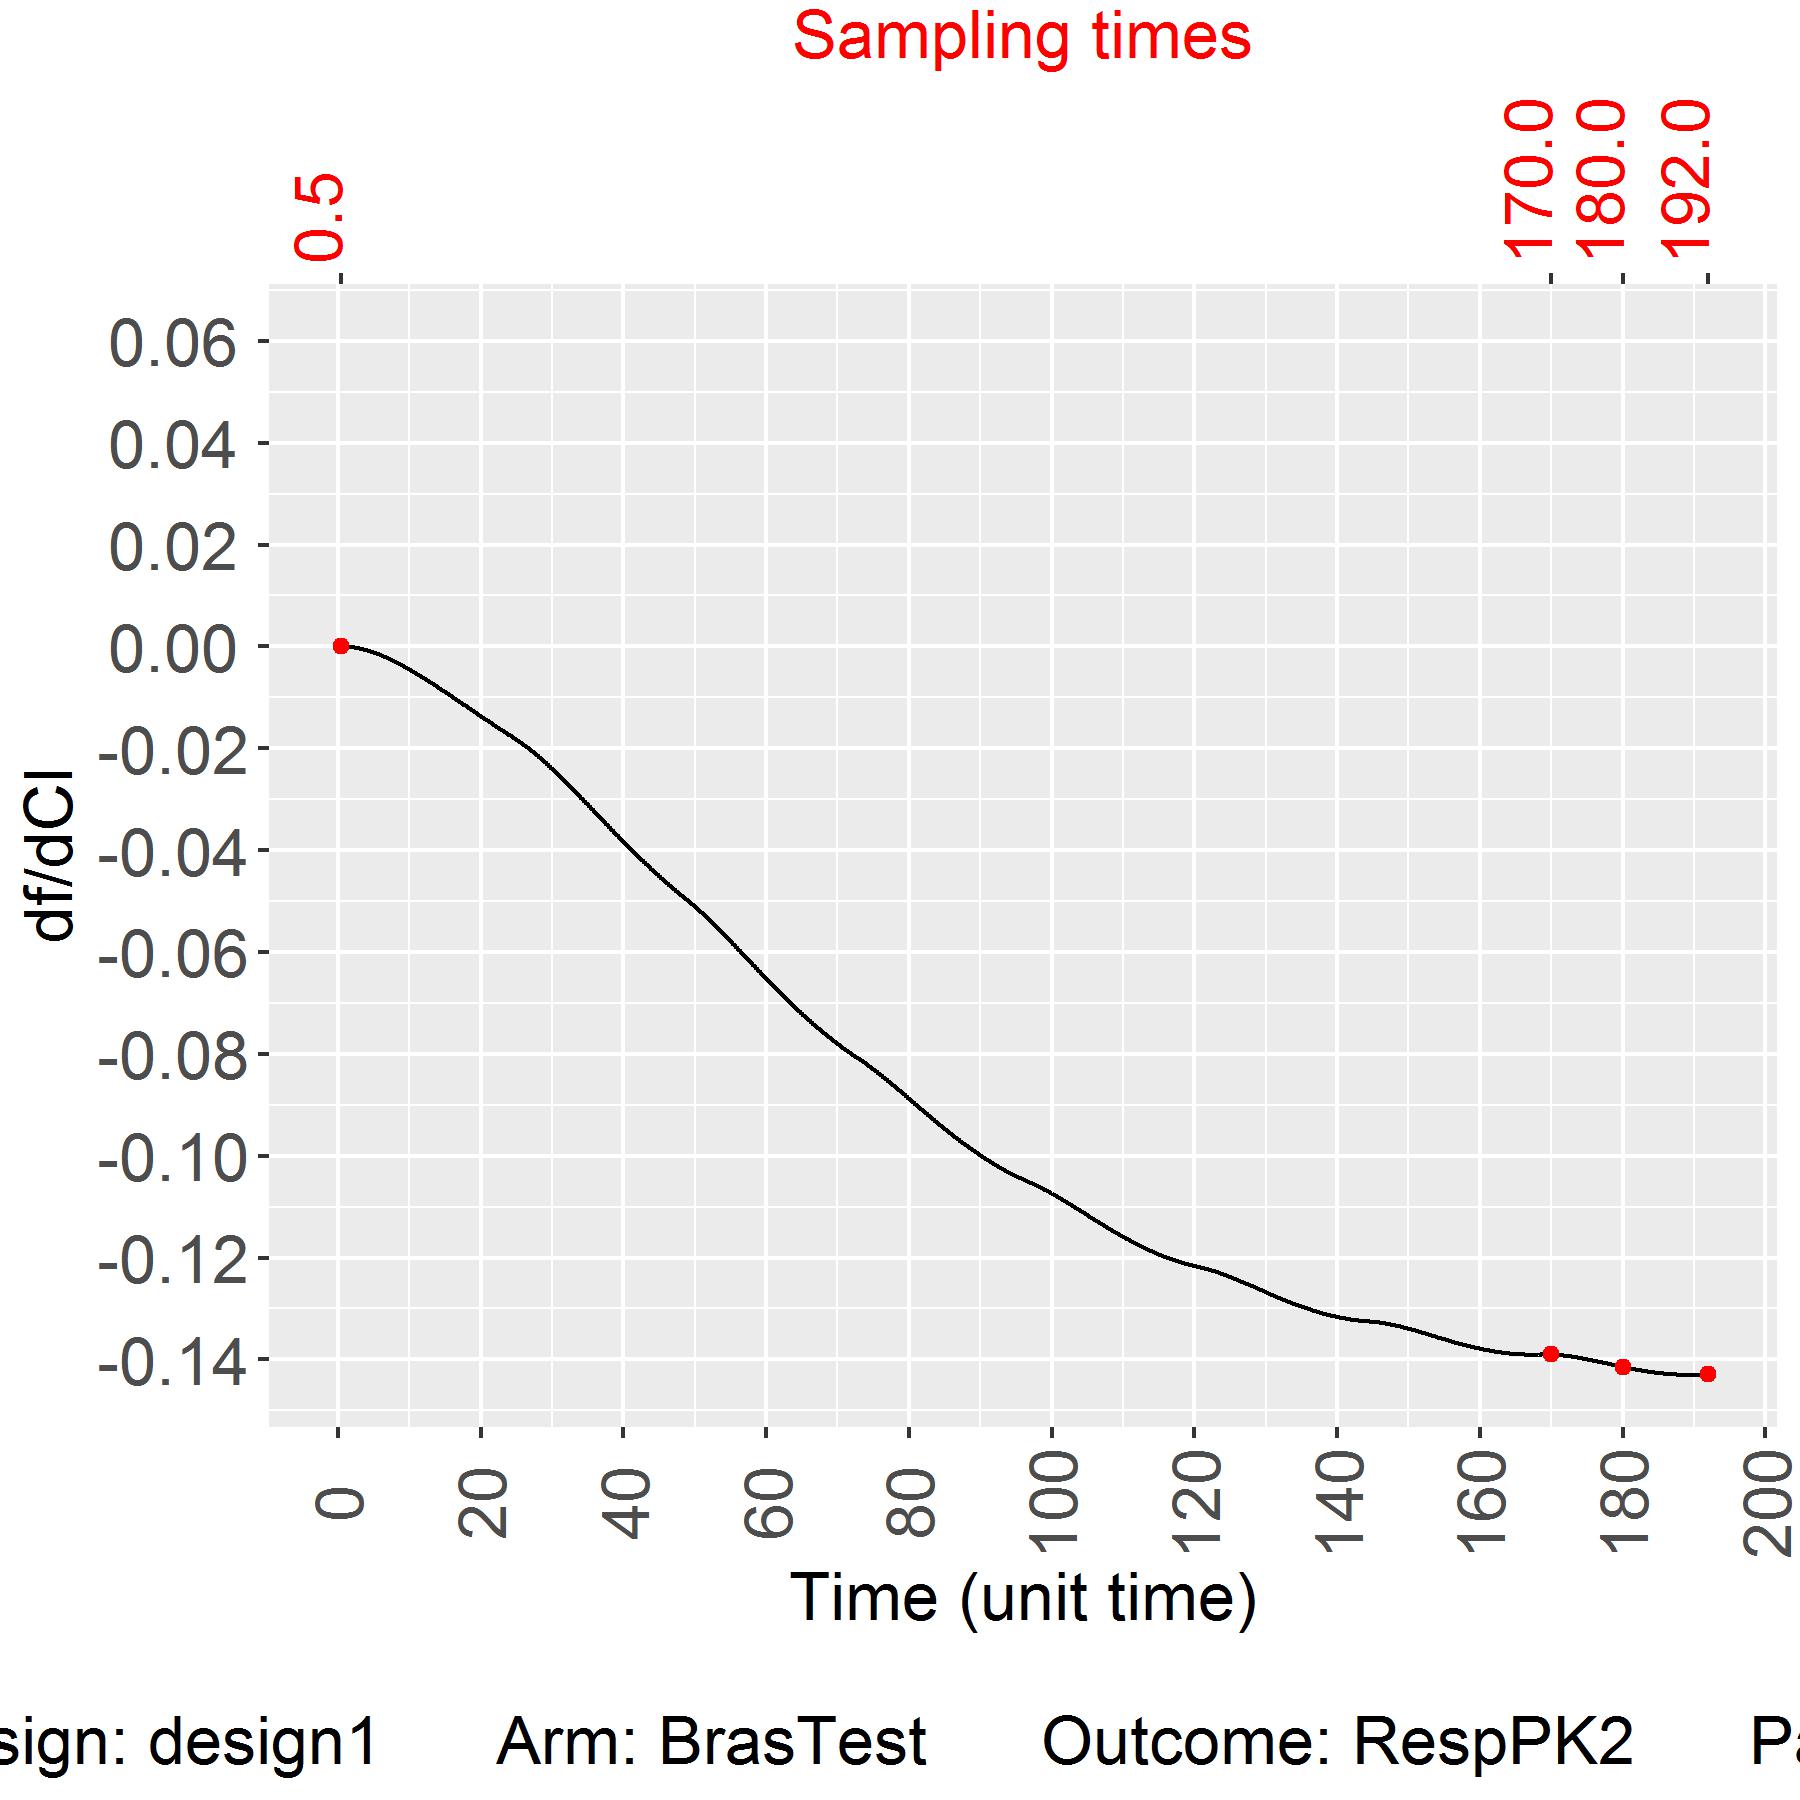 Sampling times
0.5 170.0 180.0 192.0
0.06
0.04
0.02
0.00
-0.02
-0.04
-0.06
-0.08
-0.10
-0.12
-0.14
df/dCl
0 20 40 60 80 100 120 140 160 180 200
Time (unit time)
sign: design1 Arm: BrasTest Outcome: RespPK2